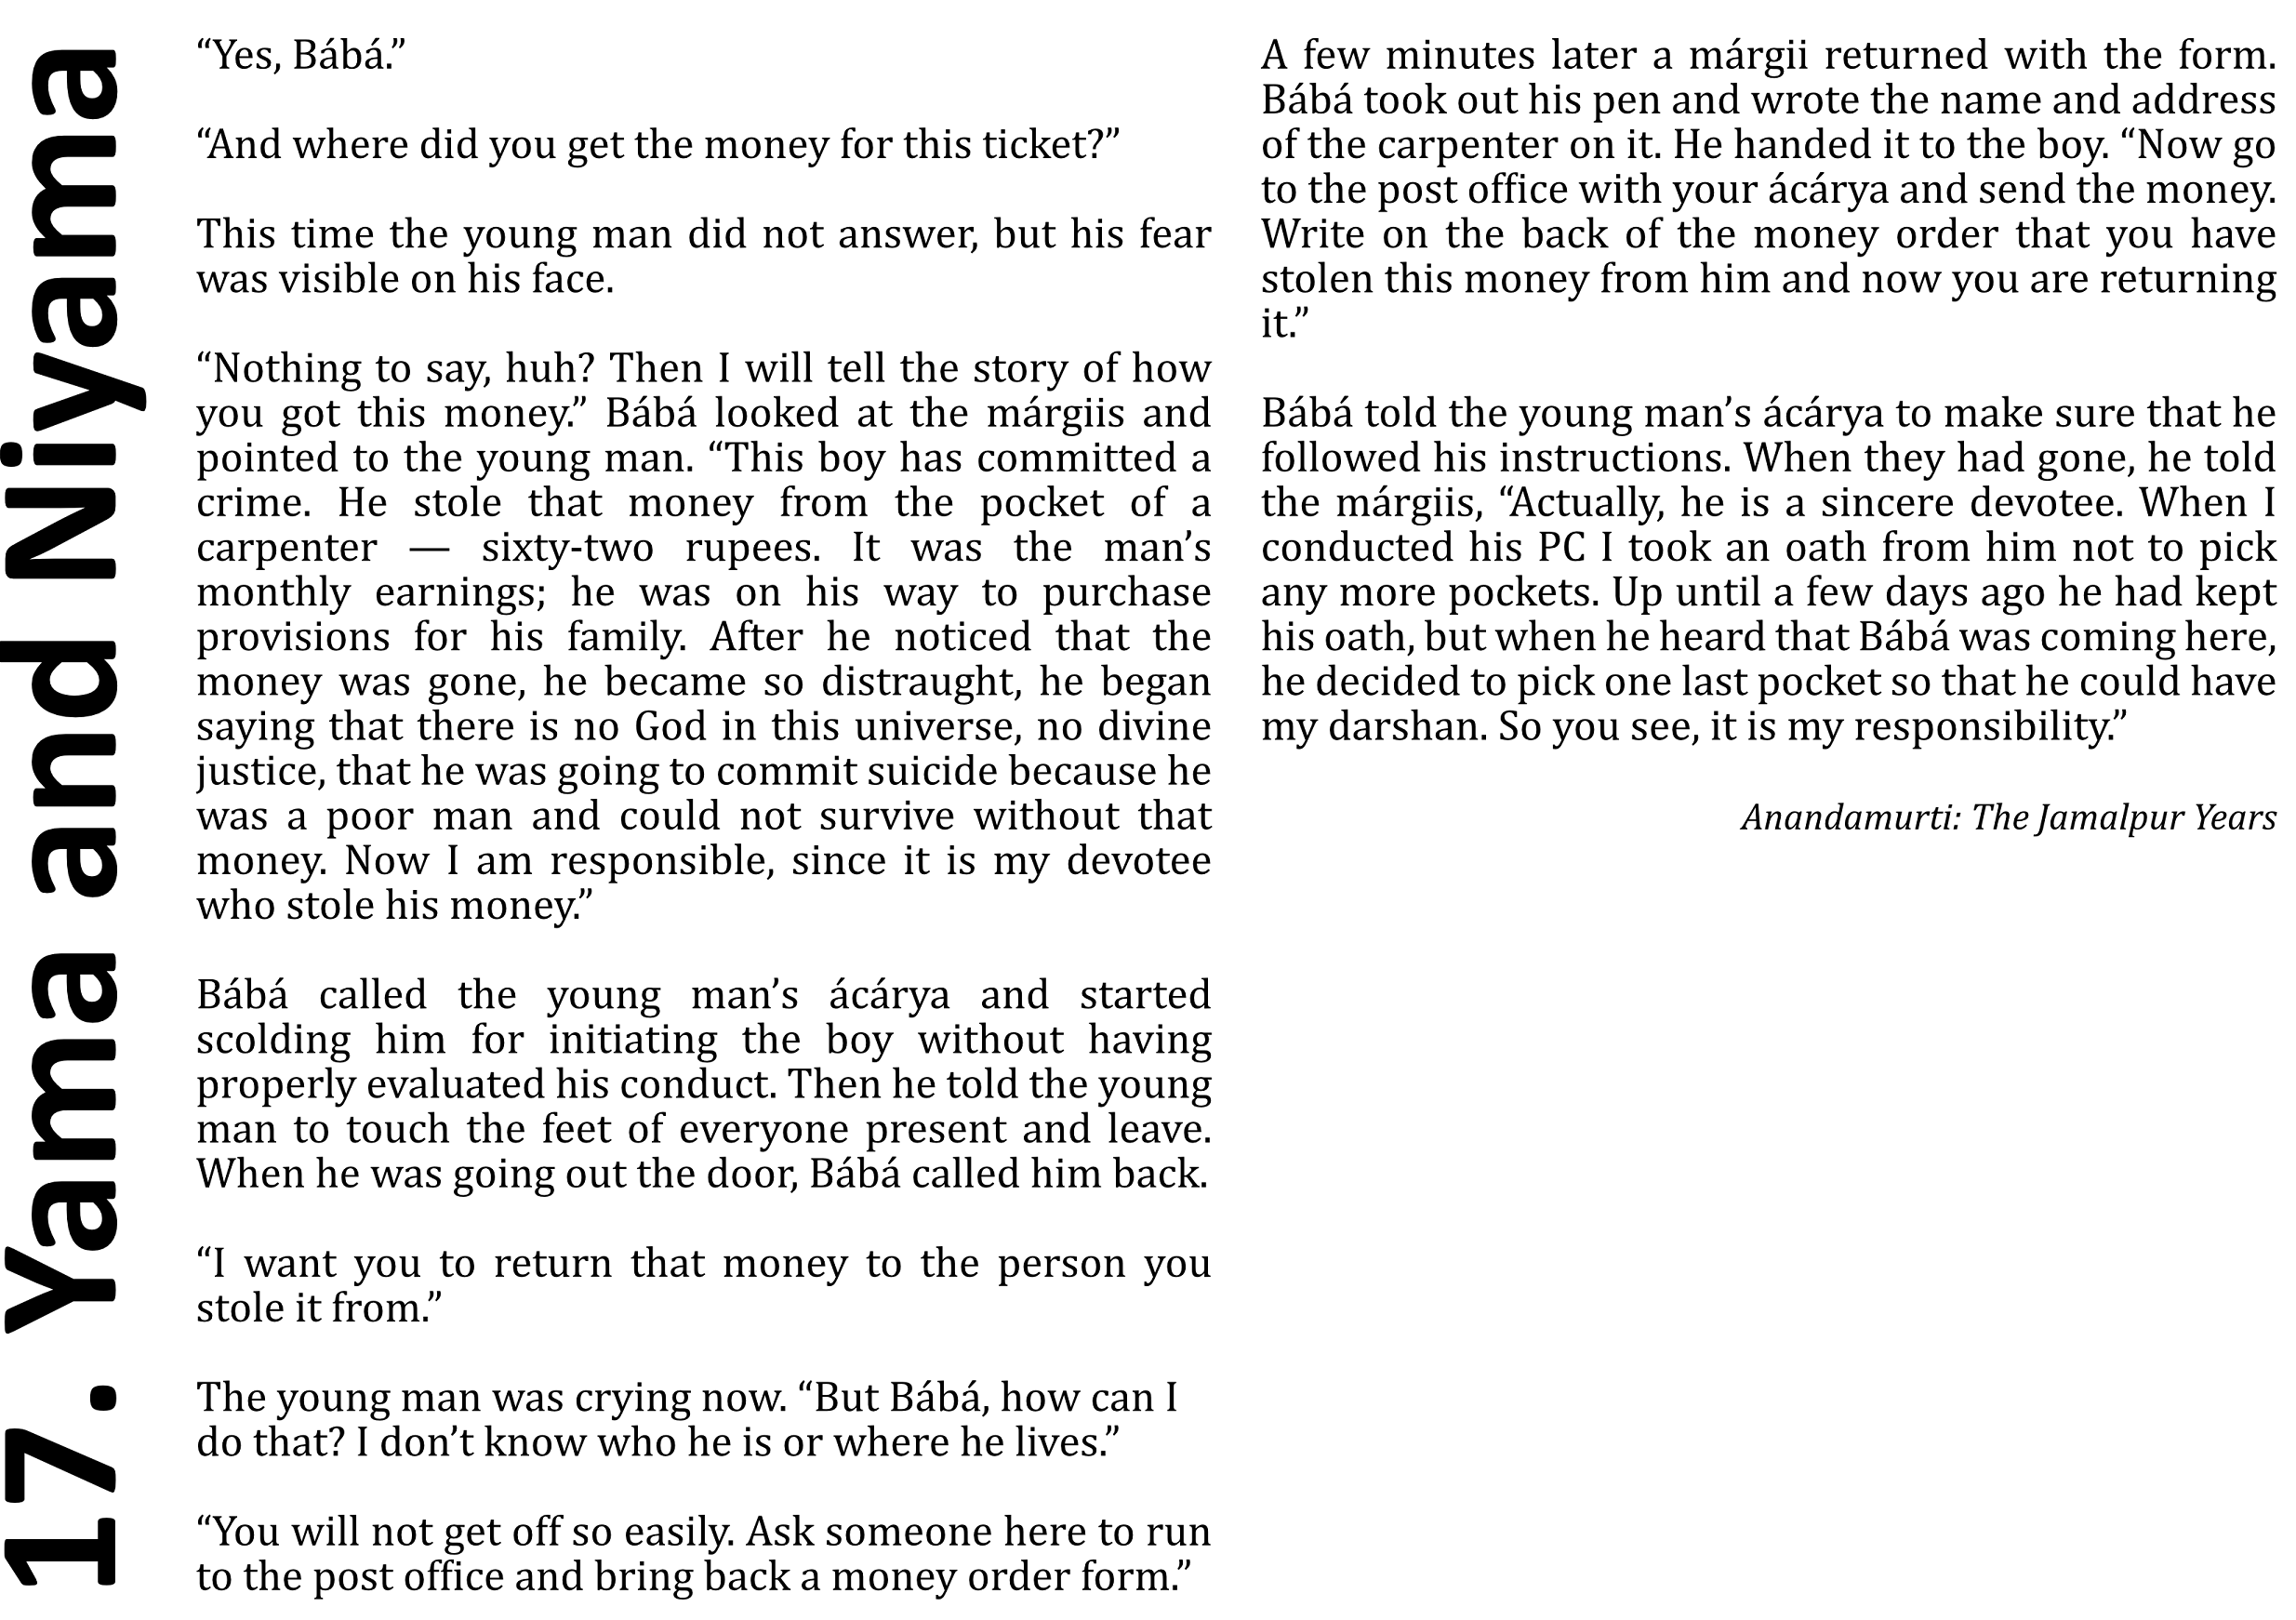 17. Yama and Niyama
“Yes, Bábá.”
“And where did you get the money for this ticket?”
This time the young man did not answer, but his fear
was visible on his face.
“Nothing to say, huh? Then I will tell the story of how
you got this money.” Bábá looked at the márgiis and
pointed to the young man. “This boy has committed a
crime. He stole that money from the pocket of a
carpenter — sixty-two rupees. It was the man’s
monthly earnings; he was on his way to purchase
provisions for his family. After he noticed that the
money was gone, he became so distraught, he began
saying that there is no God in this universe, no divine
justice, that he was going to commit suicide because he
was a poor man and could not survive without that
money. Now I am responsible, since it is my devotee
who stole his money.”
Bábá called the young man’s ácárya and started
scolding him for initiating the boy without having
properly evaluated his conduct. Then he told the young
man to touch the feet of everyone present and leave.
When he was going out the door, Bábá called him back.
“I want you to return that money to the person you
stole it from.”
The young man was crying now. “But Bábá, how can I
do that? I don’t know who he is or where he lives.”
“You will not get off so easily. Ask someone here to run
to the post office and bring back a money order form.”
A few minutes later a márgii returned with the form.
Bábá took out his pen and wrote the name and address
of the carpenter on it. He handed it to the boy. “Now go
to the post office with your ácárya and send the money.
Write on the back of the money order that you have
stolen this money from him and now you are returning
it.”
Bábá told the young man’s ácárya to make sure that he
followed his instructions. When they had gone, he told
the márgiis, “Actually, he is a sincere devotee. When I
conducted his PC I took an oath from him not to pick
any more pockets. Up until a few days ago he had kept
his oath, but when he heard that Bábá was coming here,
he decided to pick one last pocket so that he could have
my darshan. So you see, it is my responsibility.”
Anandamurti: The Jamalpur Years